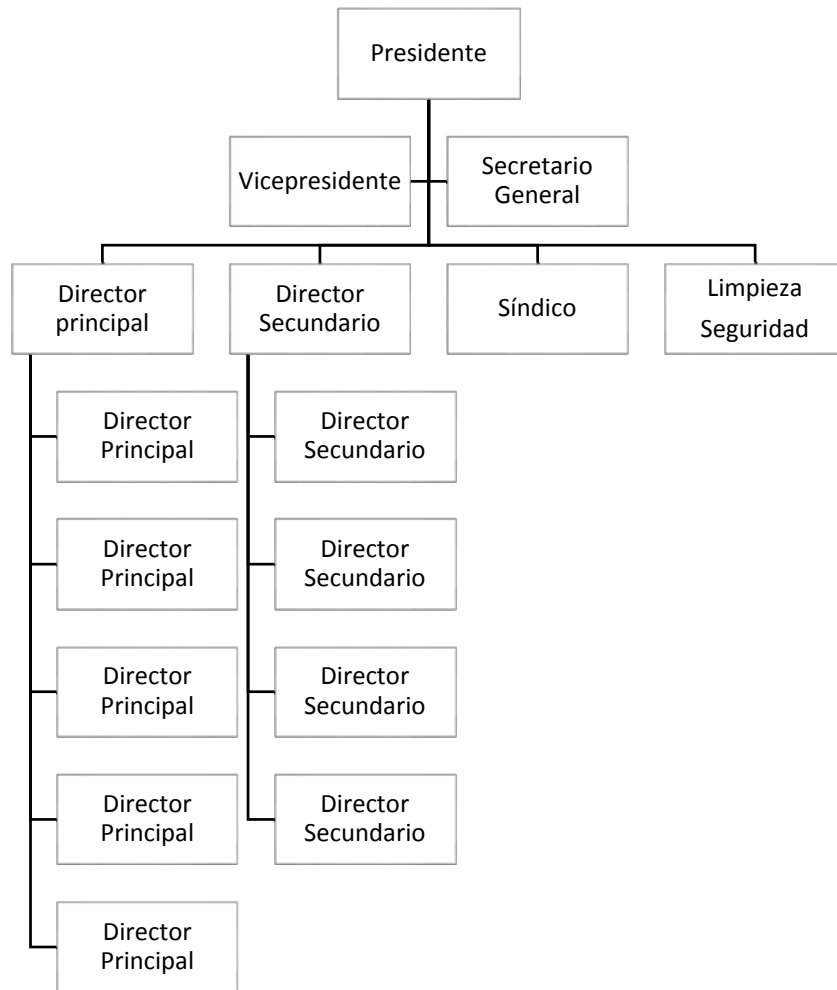 Presidente
Vicepresidente
Secretario
General
Director
principal
Director
Secundario
Síndico
Limpieza
Seguridad
Director
Principal
Director
Principal
Director
Principal
Director
Principal
Director
Principal
Director
Secundario
Director
Secundario
Director
Secundario
Director
Secundario